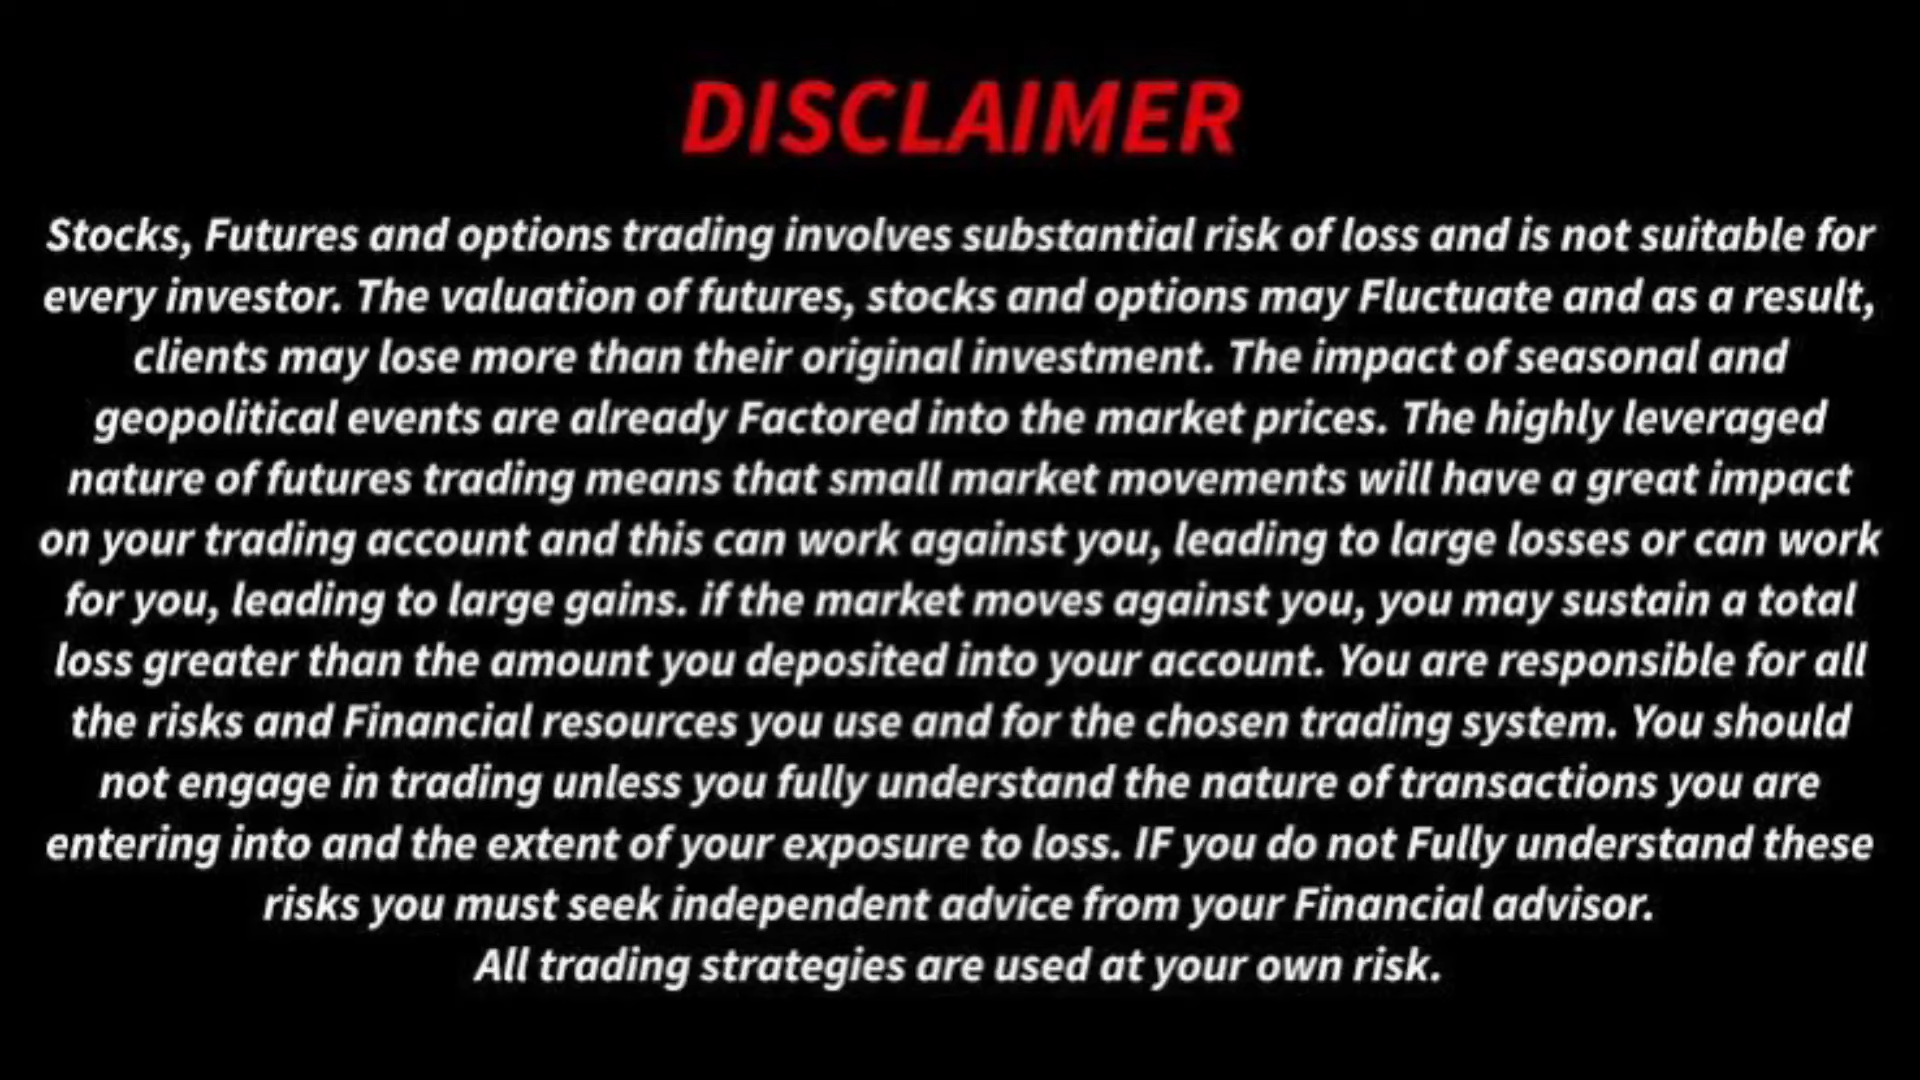 DISCLAIMER
Stocks, Futures and options trading involves substantial risk of loss and is not suitable for
every investor. The valuation of futures, stocks and options may Fluctuate and as a result,
clients may lose more than their original investment. The impact of seasonal and
geopolitical events are already Factored into the market prices. The highly leveraged
nature of futures trading means that small market movements will have a great impact
on your trading account and this can work against you, leading to large losses or can work
for you, leading to large gains. if the market moves against you, you may sustain a total
loss greater than the amount you deposited into your account. You are responsible for all
the risks and Financial resources you use and for the chosen trading system. You should
not engage in trading unless you fully understand the nature of transactions you are
entering into and the extent of your exposure to loss. IF you do not Fully understand these
risks you must seek independent advice from your Financial advisor.
All trading strategies are used at your own risk.